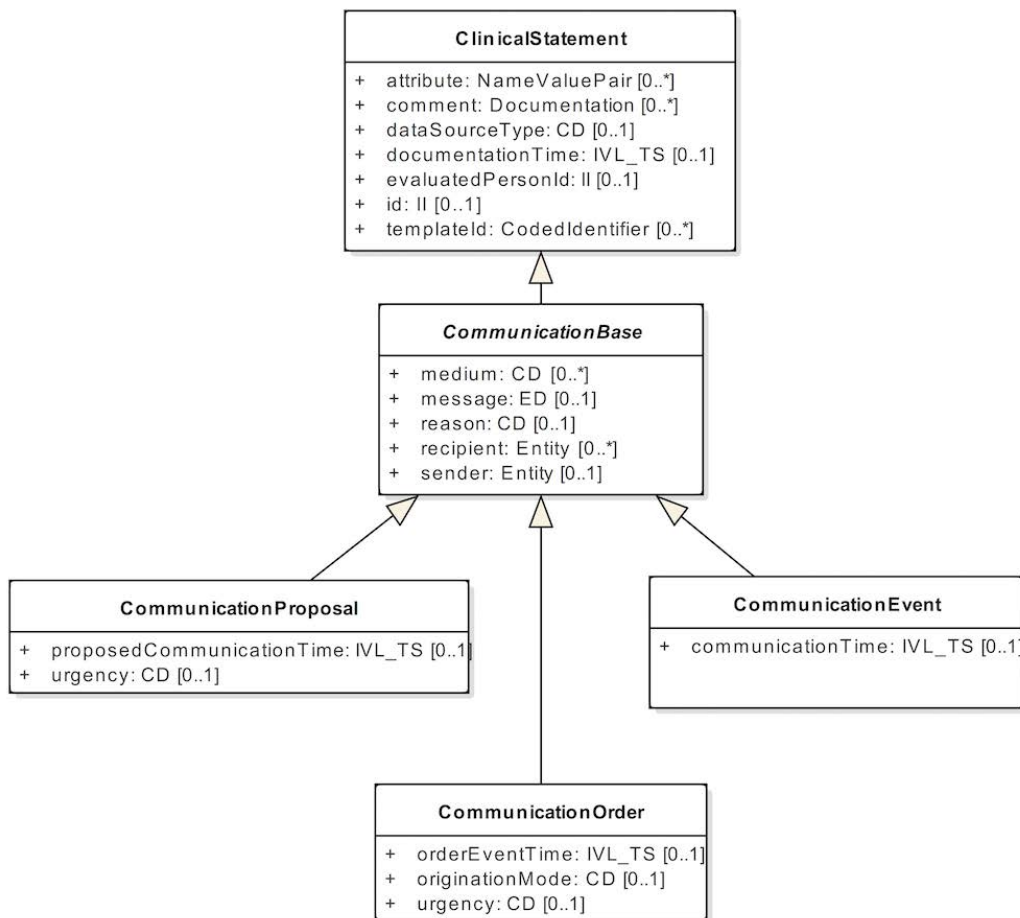 ClinicalStatement
+ attribute: NameValuePair [0..*]
+ comment: Documentation [0..*]
+ dataSourceType: CD [0..1]
+ documentationTime: IVL_TS [0..1]
+ evaluatedPersonId: II [0..1]
+ id: II [0..1]
+ templateId: CodedIdentifier [0..*]
CommunicationBase
+ medium: CD [0..*]
+ message: ED [0..1]
+ reason: CD [0..1]
+ recipient: Entity [0..*]
+ sender: Entity [0..1]
CommunicationProposal
+ proposedCommunicationTime: IVL_TS [0..1]
+ urgency: CD [0..1]
CommunicationEvent
+ communicationTime: IVL_TS [0..1]
CommunicationOrder
+ orderEventTime: IVL_TS [0..1]
+ originationMode: CD [0..1]
+ urgency: CD [0..1]